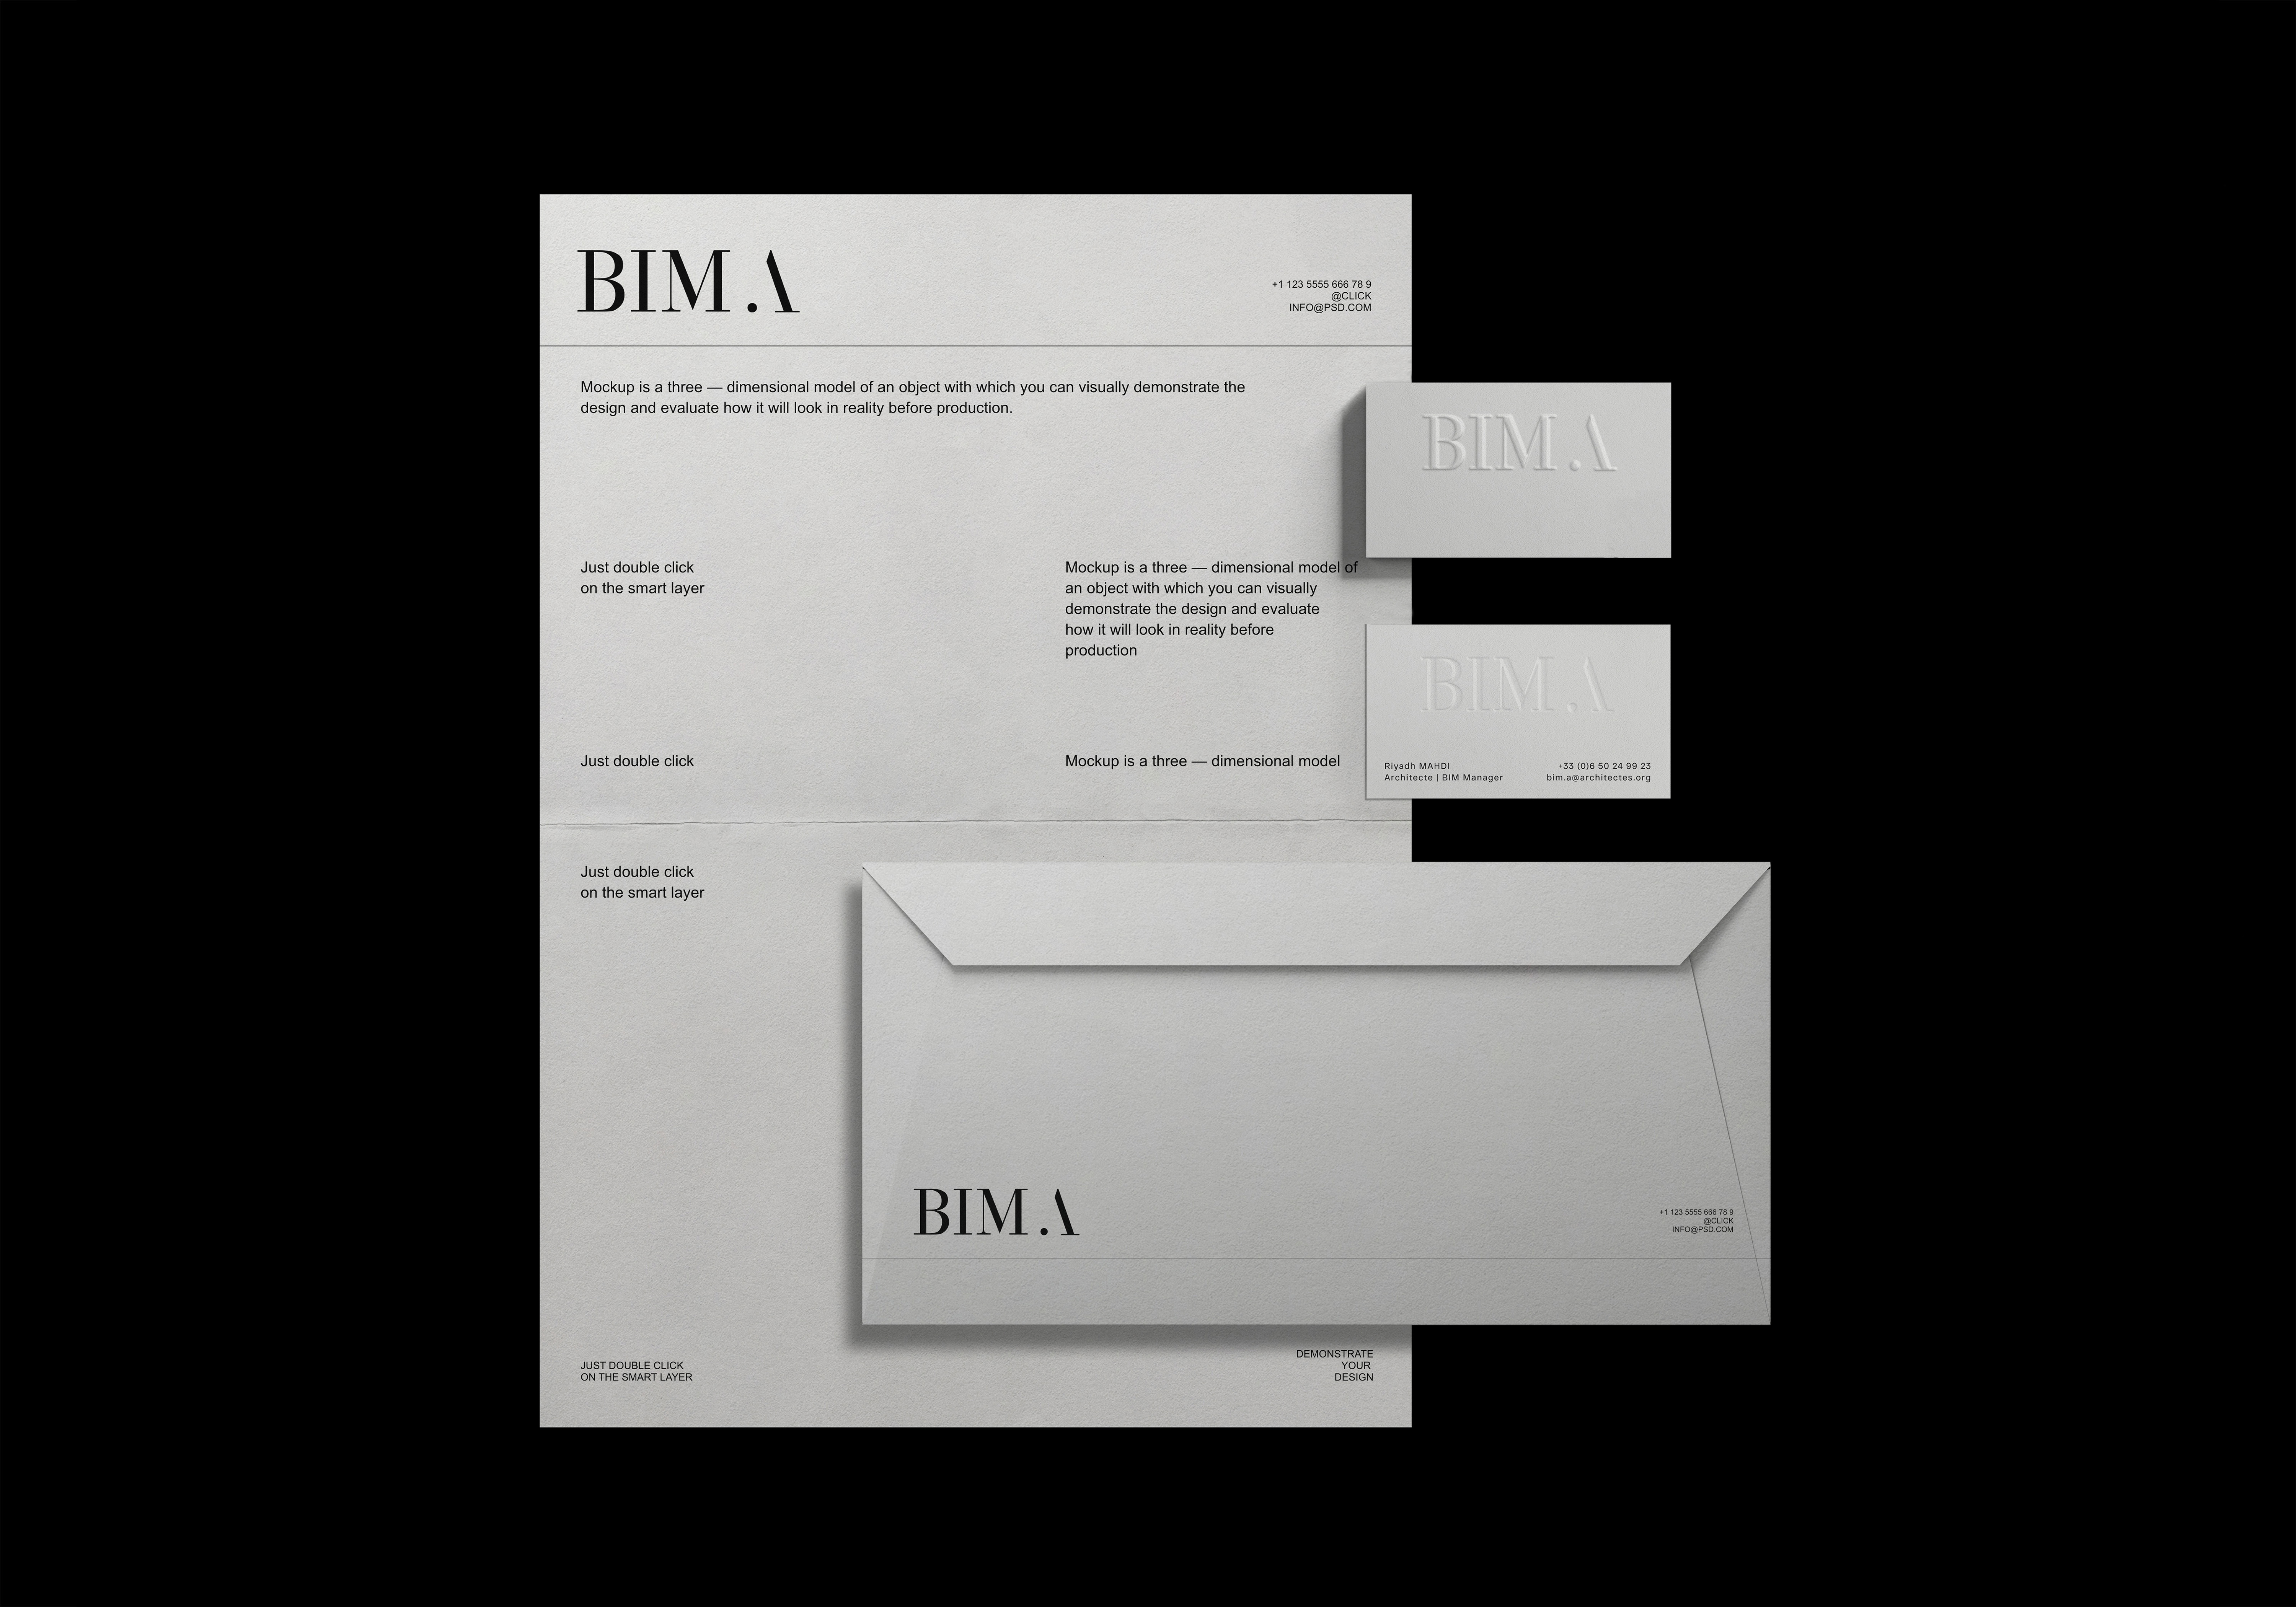 BIM.A
+1 123 5555 666 78 9
@CLICK
INFO@PSD.COM
Mockup is a three — dimensional model of an object with which you can visually demonstrate the
design and evaluate how it will look in reality before production.
BIM.A
Just double click
on the smart layer
Mockup is a three — dimensional model of
an object with which you can visually
demonstrate the design and evaluate
how it will look in reality before
production
BIM.A
Riyadh MAHDI
Architecte | BIM Manager
+33 (0)6 50 24 99 23
bim.a@architectes.org
Just double click
Mockup is a three — dimensional model
Just double click
on the smart layer
BIM.A
+1 123 5555 666 78 9
@CLICK
INFO@PSD.COM
JUST DOUBLE CLICK
ON THE SMART LAYER
DEMONSTRATE
YOUR
DESIGN